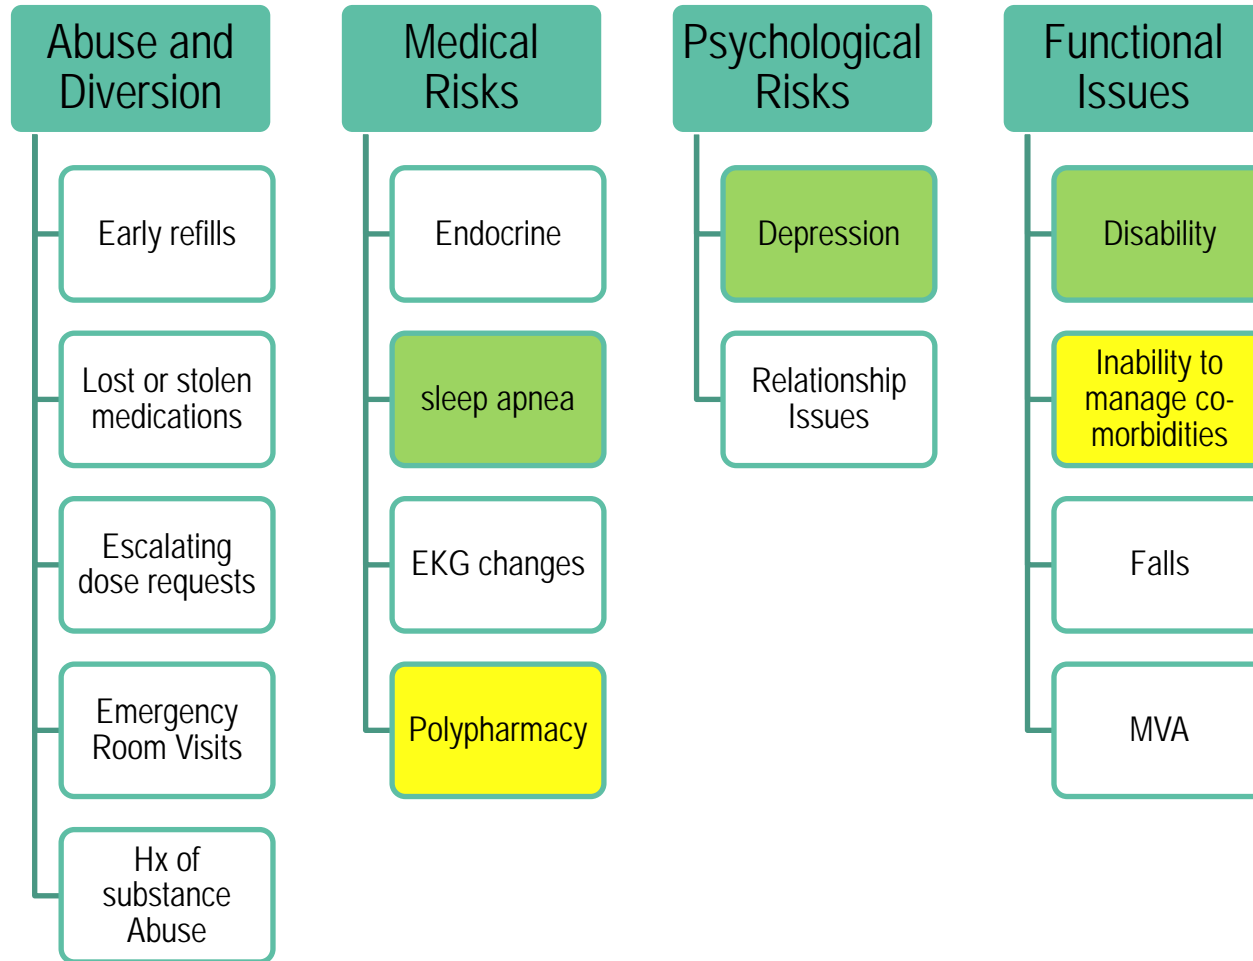 Abuse and
Diversion
Early refills
Lost or stolen
medications
Escalating
dose requests
Emergency
Room Visits
Hx of
substance
Abuse
Medical
Risks
Endocrine
sleep apnea
EKG changes
Polypharmacy
Psychological
Risks
Depression
Relationship
Issues
Functional
Issues
Disability
Inability to
manage co-
morbidities
Falls
MVA